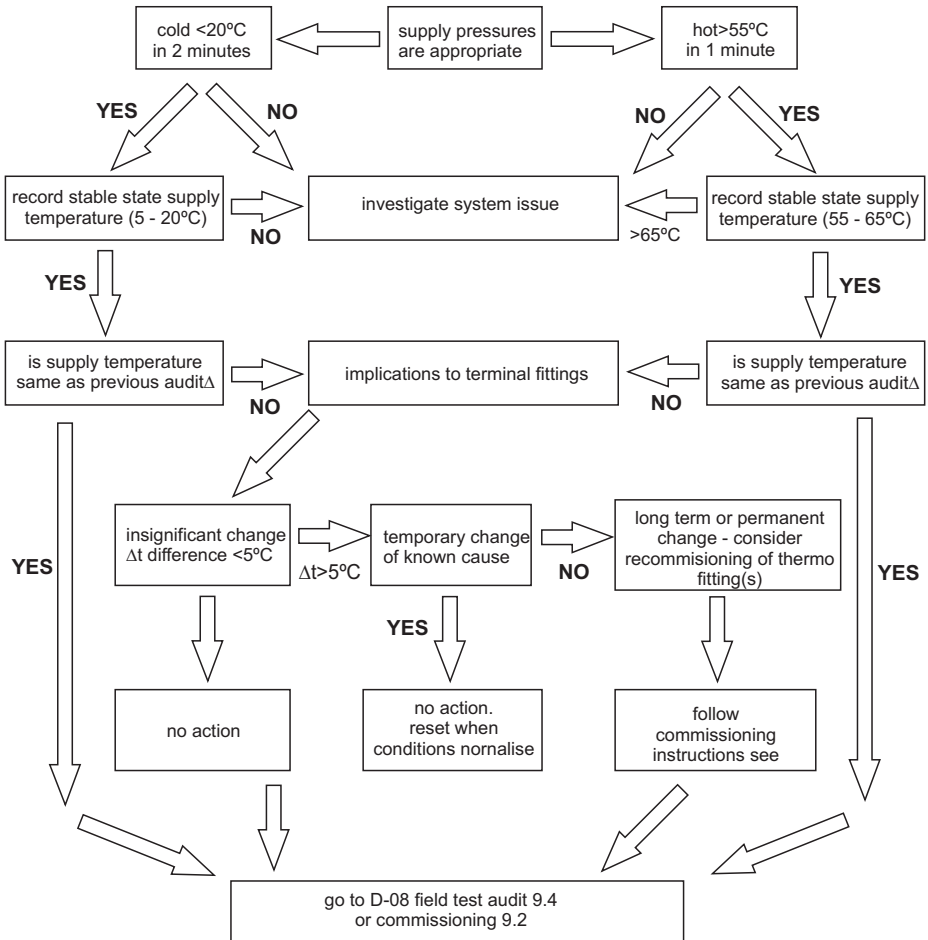 cold <20ºC
in 2 minutes
supply pressures
are appropriate
hot>55ºC
in 1 minute
YES
NO
NO
YES
record stable state supply
temperature (5 - 20ºC)
NO
investigate system issue
>65ºC
record stable state supply
temperature (55 - 65ºC)
YES
YES
is supply temperature
same as previous audit∆
NO
implications to terminal fittings
NO
is supply temperature
same as previous audit∆
YES
insignificant change
∆t difference <5ºC
∆t>5ºC
temporary change
of known cause
NO
long term or permanent
change - consider
recommisioning of thermo
fitting(s)
YES
YES
no action
no action.
reset when
conditions nornalise
follow
commissioning
instructions see
go to D-08 field test audit 9.4
or commissioning 9.2